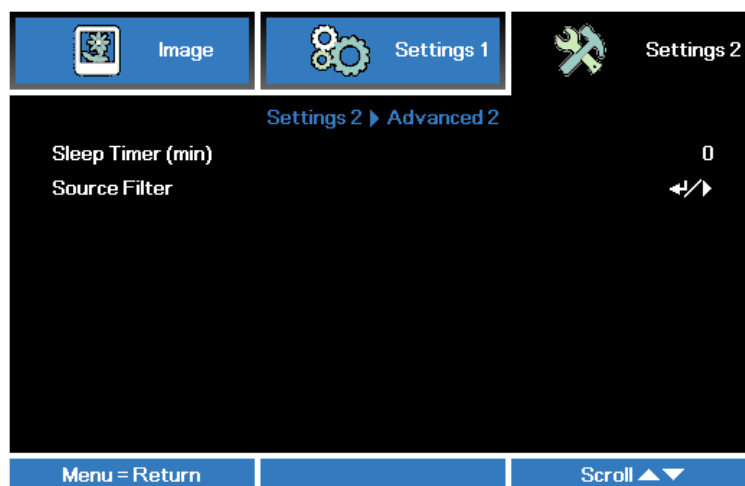 Image
Settings 1
Settings 2
Settings 2 ▶ Advanced 2
Sleep Timer (min) 0
Source Filter ↵/▶
Menu = Return
Scroll ▲▼